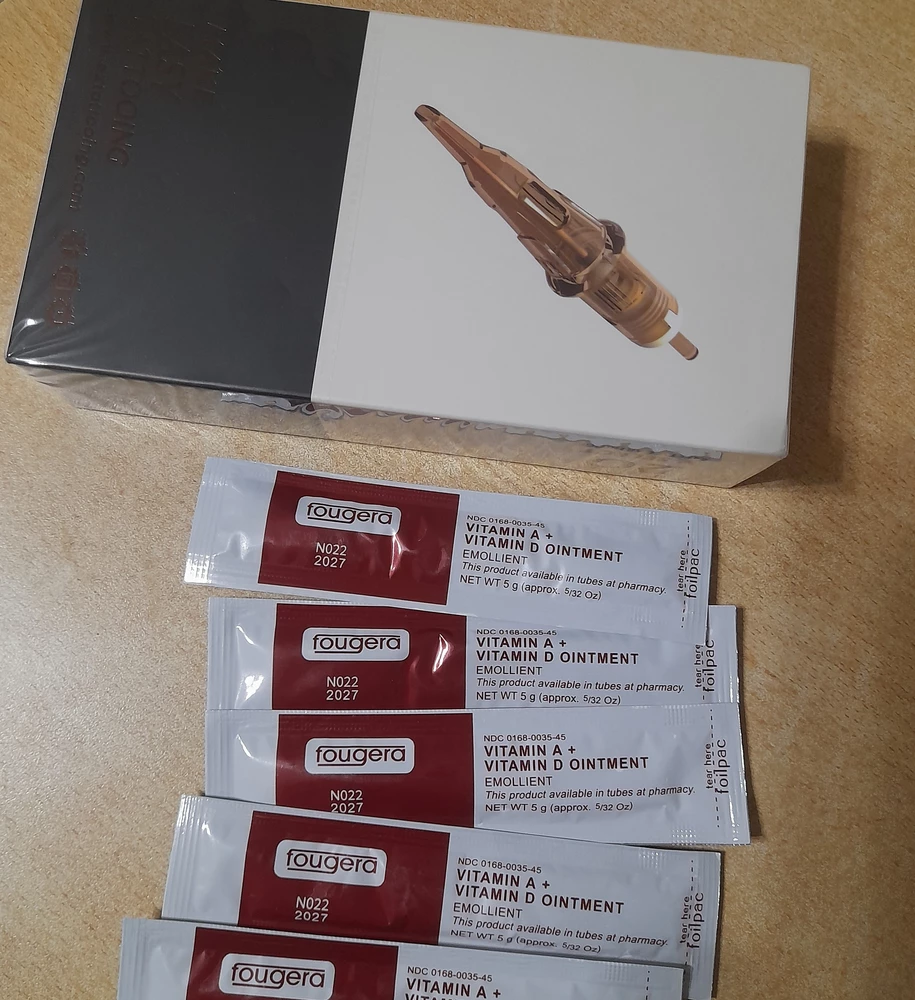 fougera
N022
2027
NDC 0168-0035-45
VITAMIN A +
VITAMIN D OINTMENT
EMOLLIENT
This product available in tubes at pharmacy.
NET WT 5 g (approx. 5/32 Oz)
tear here
foilpac
fougera
N022
2027
NDC 0168-0035-45
VITAMIN A +
VITAMIN D OINTMENT
EMOLLIENT
This product available in tubes at pharmacy.
NET WT 5 g (approx. 5/32 Oz)
tear here
foilpac
fougera
N022
2027
NDC 0168-0035-45
VITAMIN A +
VITAMIN D OINTMENT
EMOLLIENT
This product available in tubes at pharmacy.
NET WT 5 g (approx. 5/32 Oz)
tear here
foilpac
fougera
N022
2027
NDC 0168-0035-45
VITAMIN A +
VITAMIN D OINTMENT
EMOLLIENT
This product available in tubes at pharmacy.
NET WT 5 g (approx. 5/32 Oz)
tear here
foilpac
fougera
NDC 0168-0035-45
VITAMIN A +